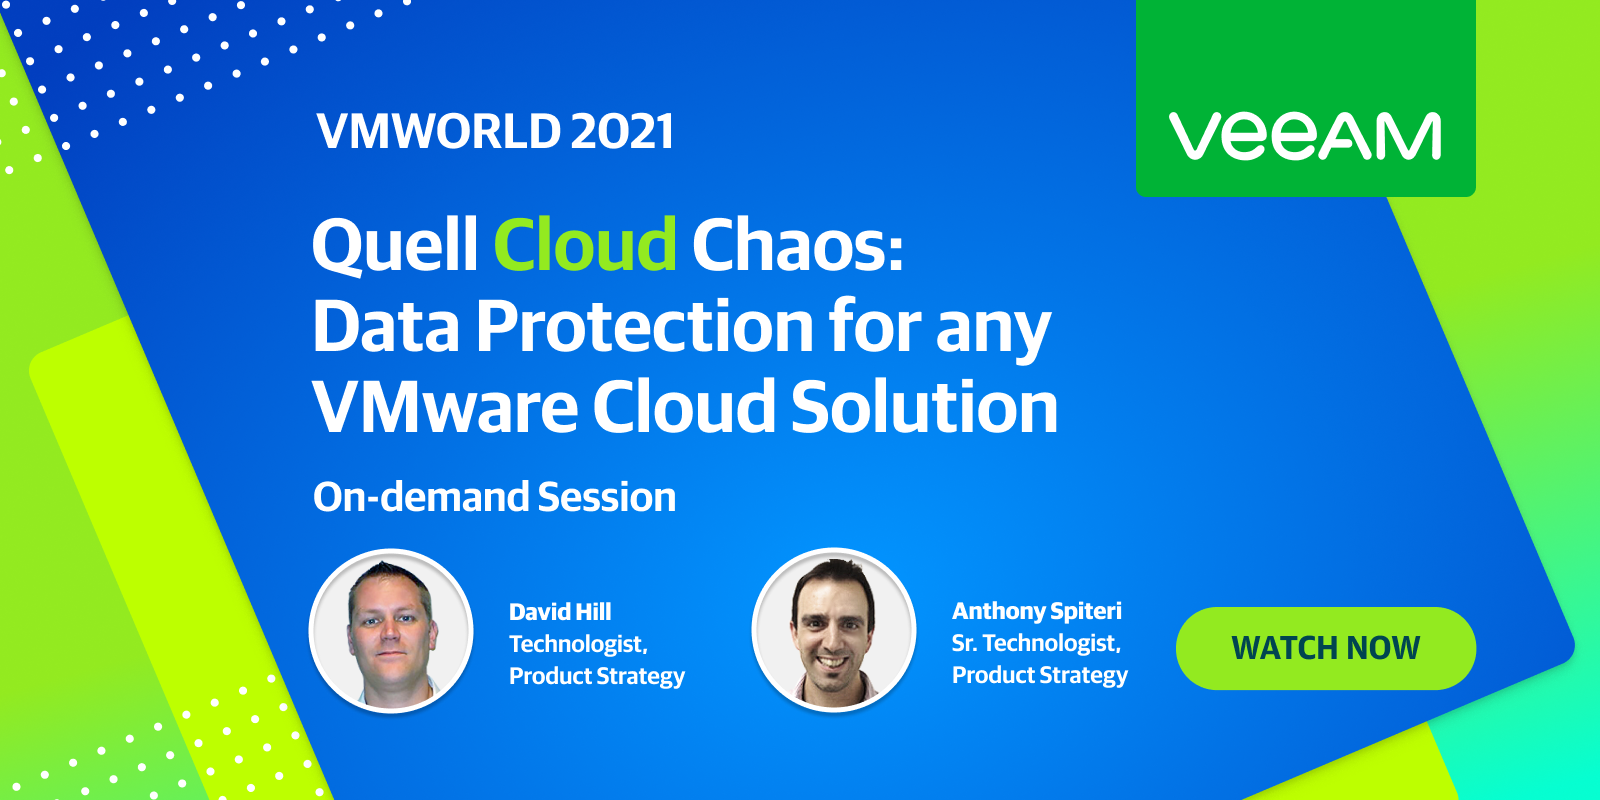 VMWORLD 2021
VEEAM
Quell Cloud Chaos:
Data Protection for any
VMware Cloud Solution
On-demand Session
David Hill
Technologist,
Product Strategy
Anthony Spiteri
Sr. Technologist,
Product Strategy
WATCH NOW